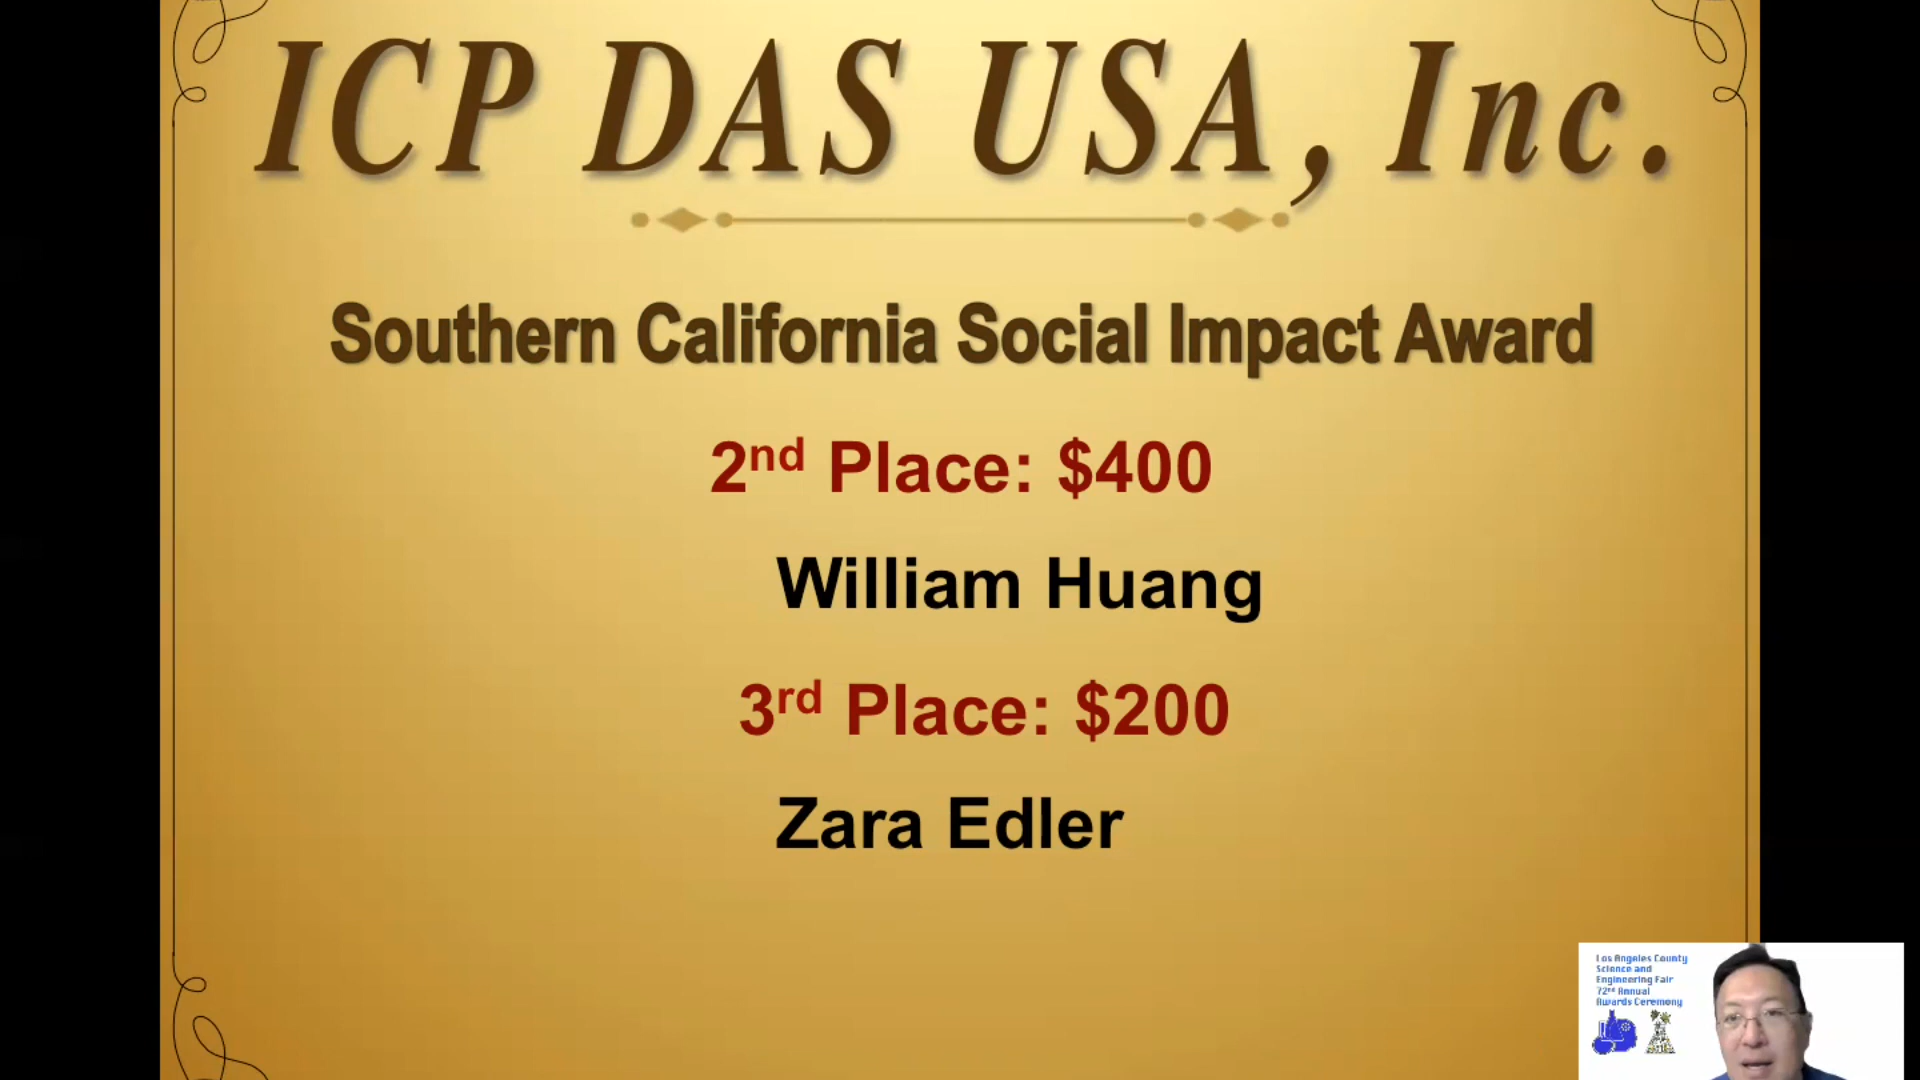 ICP DAS USA, Inc.
Southern California Social Impact Award
2nd Place: $400
William Huang
3rd Place: $200
Zara Edler
Los Angeles County
Science and
Engineering Fair
72nd Annual
Awards Ceremony